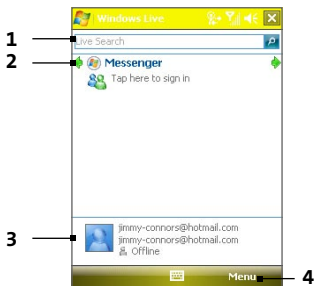 Windows Live
1
Live Search
2
Messenger
Tap here to sign in
3
jimmy-connors@hotmail.com
jimmy-connors@hotmail.com
Offline
Menu
4